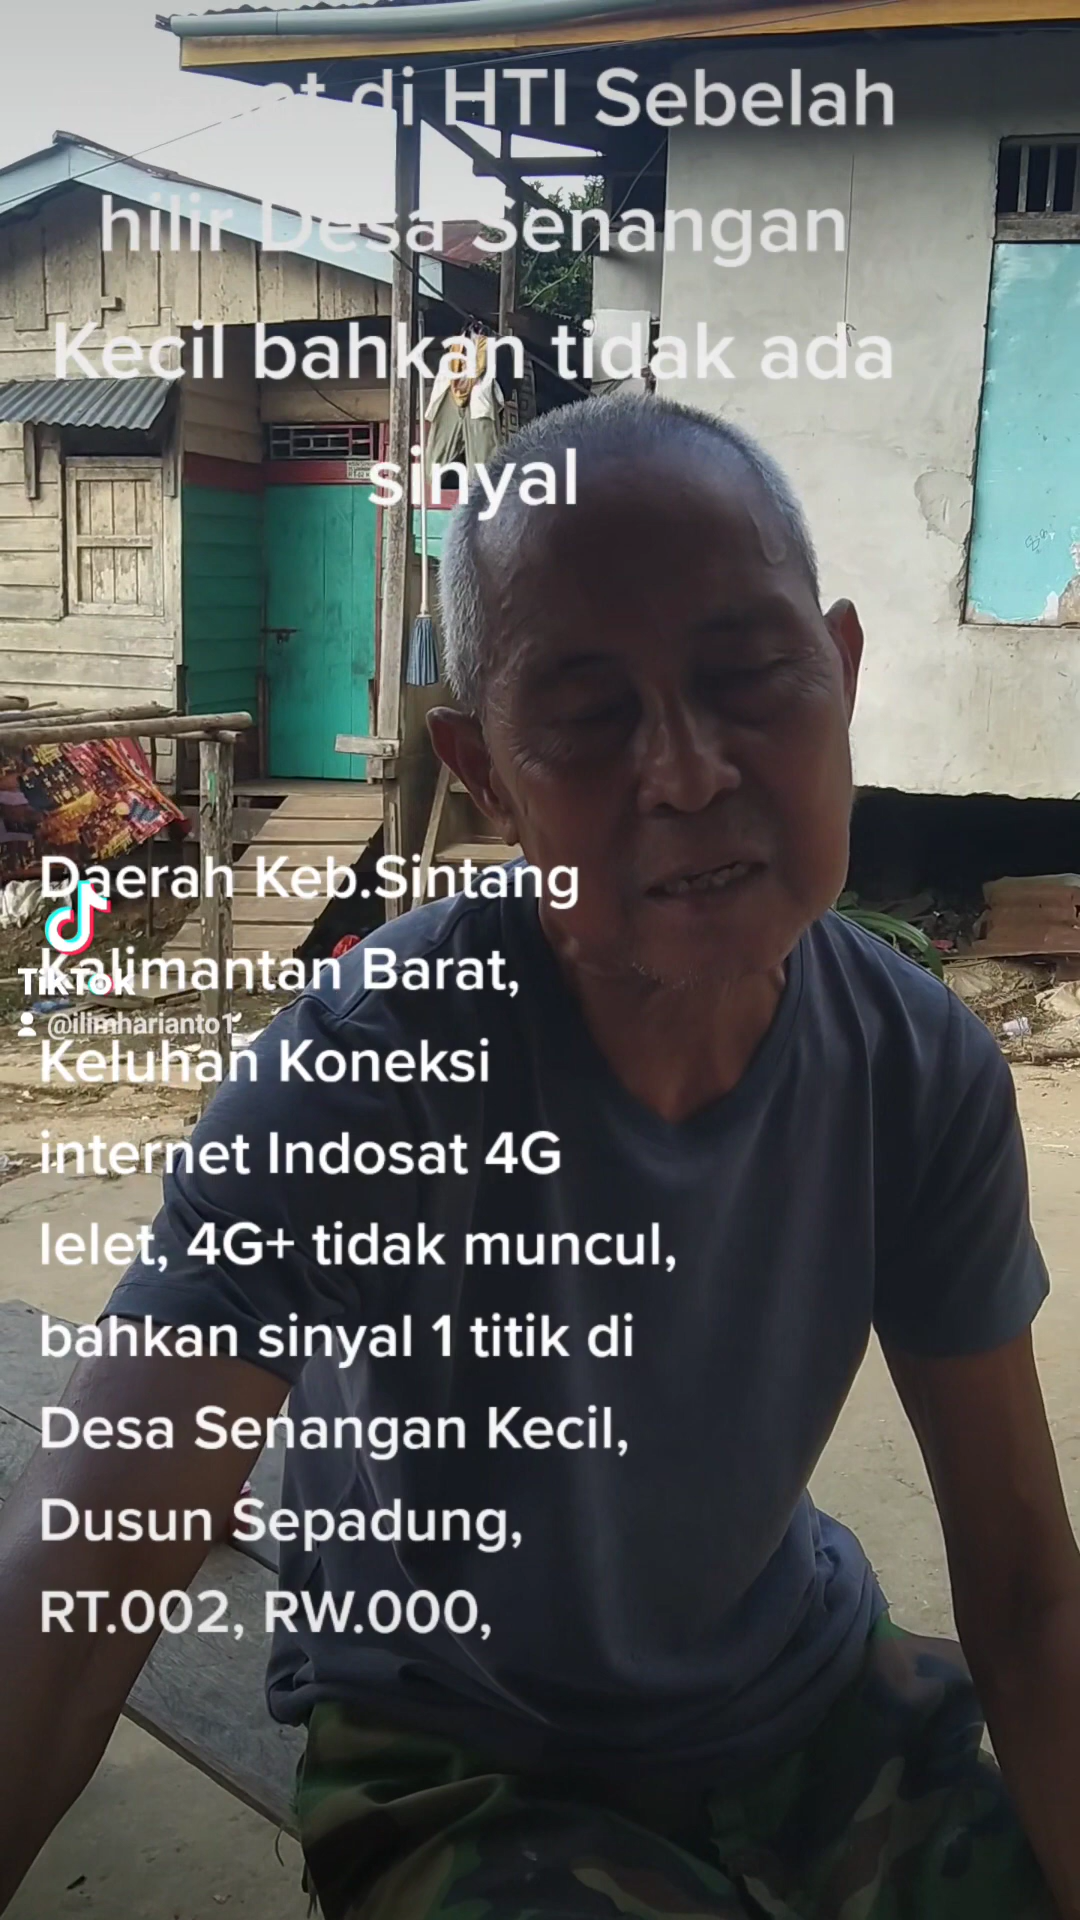 di HTI Sebelah
hilir Desa Senangan
Kecil bahkan tidak ada
sinyal
Daerah Keb.Sintang
Kalimantan Barat,
TikTok
@ilimharianto1
Keluhan Koneksi
internet Indosat 4G
lelet, 4G+ tidak muncul,
bahkan sinyal 1 titik di
Desa Senangan Kecil,
Dusun Sepadung,
RT.002, RW.000,